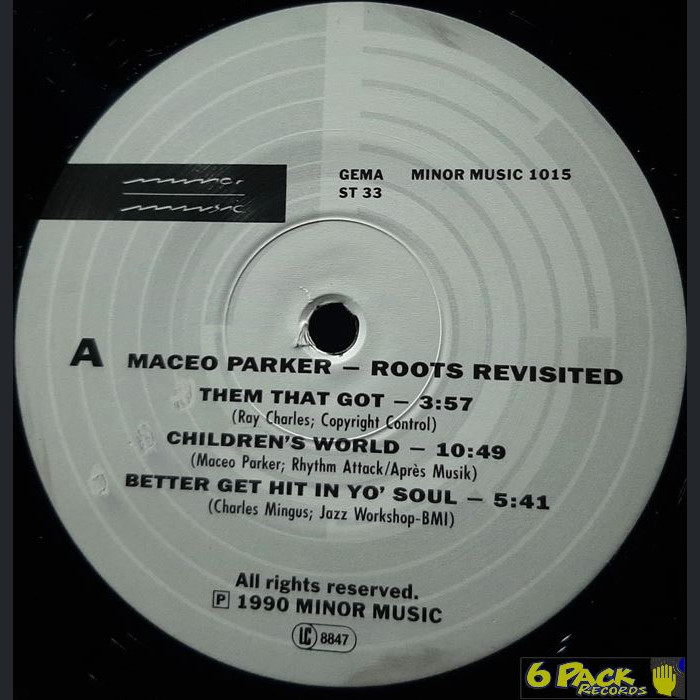 minor music
GEMA MINOR MUSIC 1015
ST 33
A MACEO PARKER – ROOTS REVISITED
THEM THAT GOT – 3:57
(Ray Charles; Copyright Control)
CHILDREN'S WORLD – 10:49
(Maceo Parker; Rhythm Attack/Après Musik)
BETTER GET HIT IN YO' SOUL – 5:41
(Charles Mingus; Jazz Workshop-BMI)
All rights reserved.
P 1990 MINOR MUSIC
LC 8847
6 PACK
RECORDS